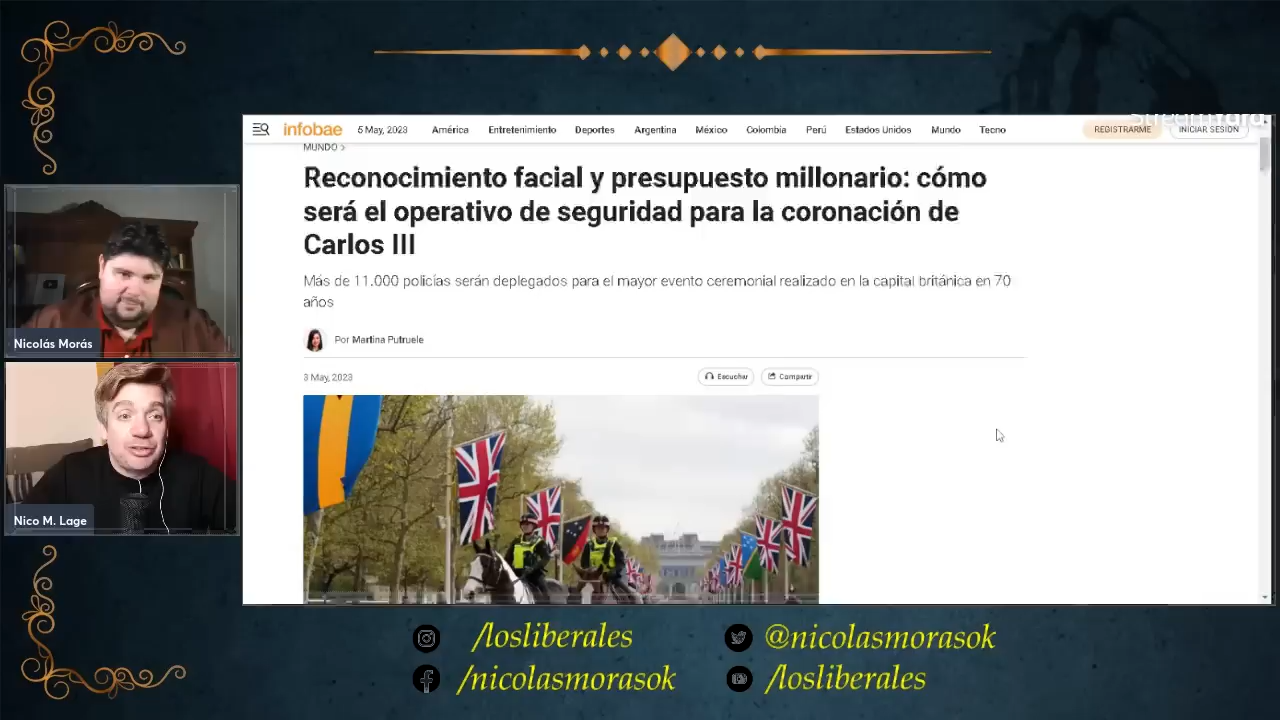 StreamYard
infobae
5 May, 2023
América
Entretenimiento
Deportes
Argentina
México
Colombia
Perú
Estados Unidos
Mundo
Tecno
REGISTRARME
INICIAR SESIÓN
MUNDO >
Reconocimiento facial y presupuesto millonario: cómo
será el operativo de seguridad para la coronación de
Carlos III
Más de 11.000 policías serán deplegados para el mayor evento ceremonial realizado en la capital británica en 70
años
Por Martina Putruele
3 May, 2023
Escuchar
Compartir
Nicolás Morás
Nico M. Lage
/losliberales
@nicolasmorasok
/nicolasmorasok
/losliberales